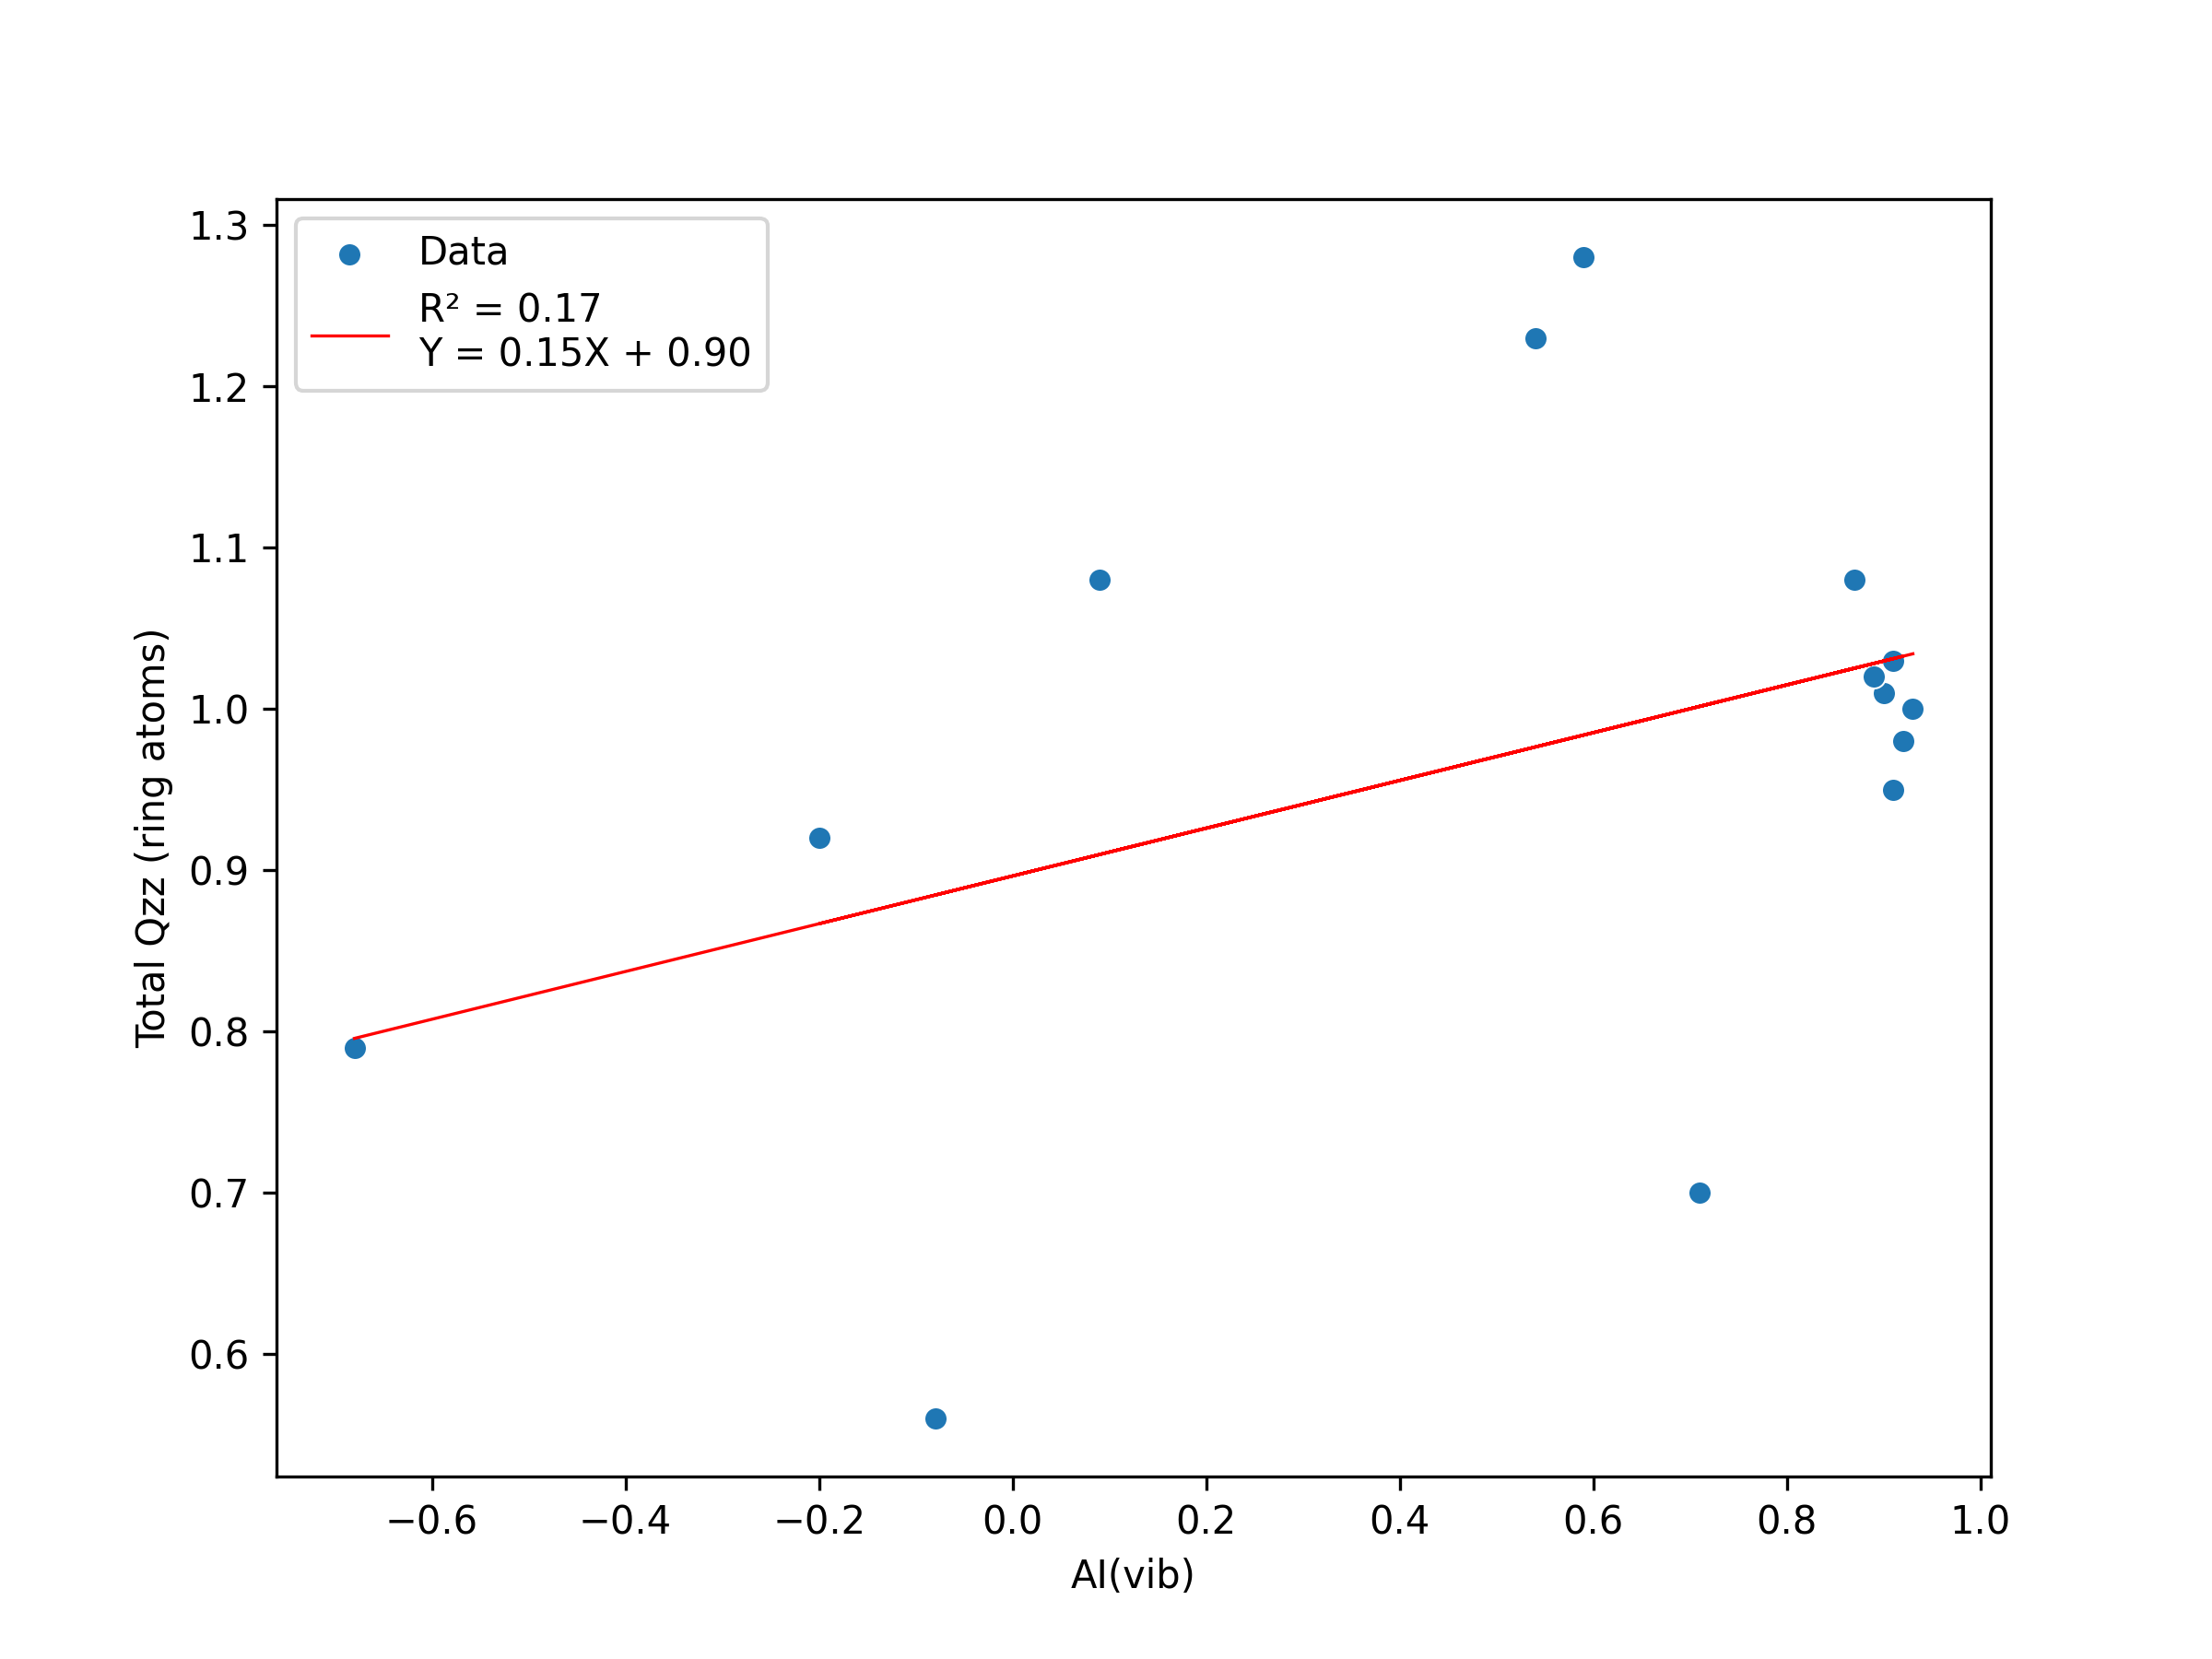 Data
R² = 0.17
Y = 0.15X + 0.90
1.3
1.2
1.1
1.0
0.9
0.8
0.7
0.6
Total Qzz (ring atoms)
−0.6 −0.4 −0.2 0.0 0.2 0.4 0.6 0.8 1.0
AI(vib)